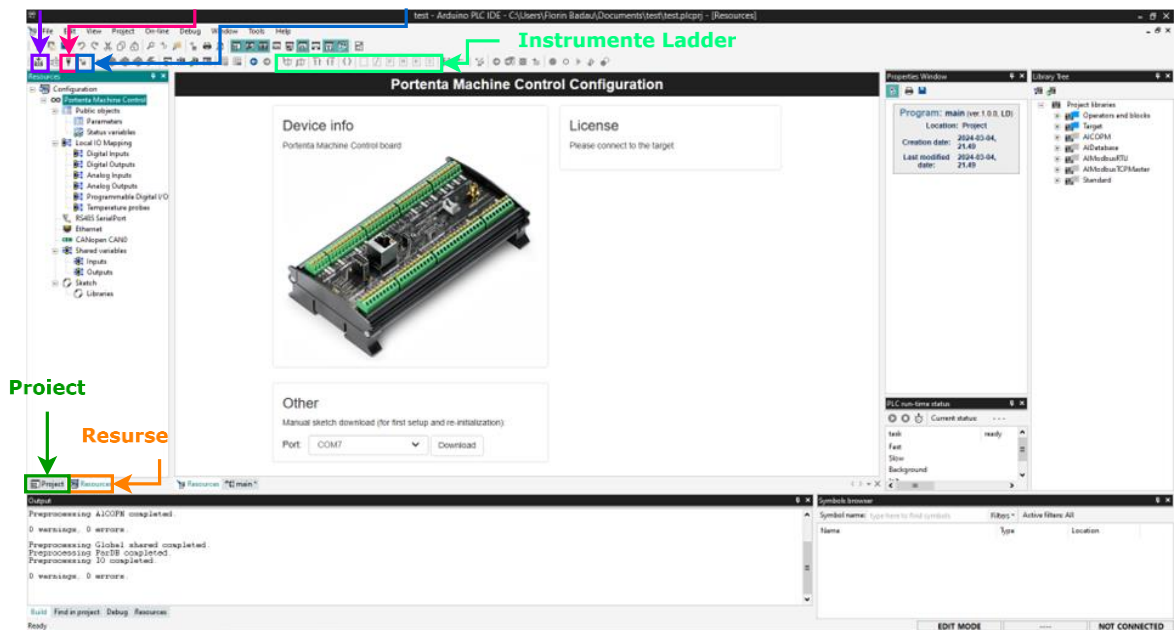 test - Arduino PLC IDE - C:\Users\Florin Badau\Documents\test\test.plcprj - [Resources]
File Edit View Project On-line Debug Window Tools Help
Instrumente Ladder
Resources
Configuration
Portenta Machine Control
Public objects
Parameters
Status variables
Local IO Mapping
Digital Inputs
Digital Outputs
Analog Inputs
Analog Outputs
Programmable Digital I/O
Temperature probes
RS485 SerialPort
Ethernet
CANopen CAN0
Shared variables
Inputs
Outputs
Sketch
Libraries
Proiect
Resurse
Project Resources
Portenta Machine Control Configuration
Device info
Portenta Machine Control board
License
Please connect to the target
Other
Manual sketch download (for first setup and re-initialization):
Port: COM7 Download
Resources main
Properties Window
Program: main (ver.1.0.0, LD)
Location: Project
Creation date: 2024-03-04, 21.49
Last modified date: 2024-03-04, 21.49
Library Tree
Project libraries
Operators and blocks
Target
AlCOPM
AlDatabase
AlModbusRTU
AlModbusTCPMaster
Standard
PLC run-time status
Current status ---
task ready
Fast
Slow
Background
Output
Preprocessing AlCOPM completed.
0 warnings, 0 errors.
Preprocessing Global shared completed.
Preprocessing ParDB completed.
Preprocessing IO completed.
0 warnings, 0 errors.
Build Find in project Debug Resources
Symbols browser
Symbol name: type here to find symbols Filters Active filters: All
Name Type Location
Ready
EDIT MODE ---- NOT CONNECTED